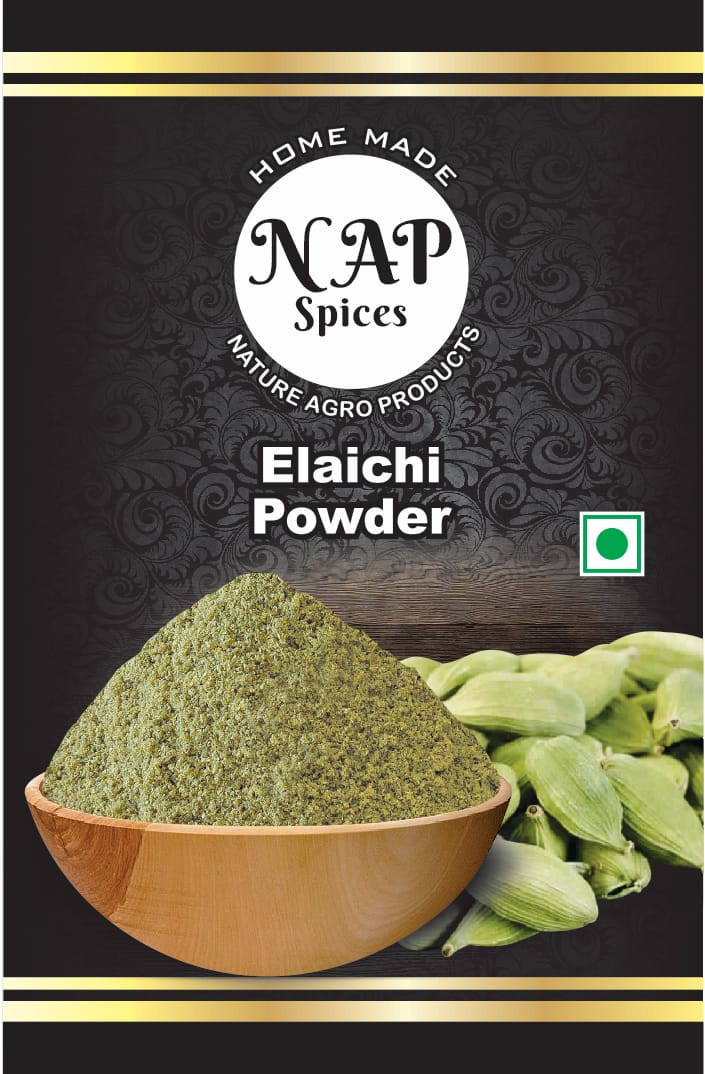 HOME MADE
NAP
Spices
NATURE AGRO PRODUCTS
Elaichi
Powder